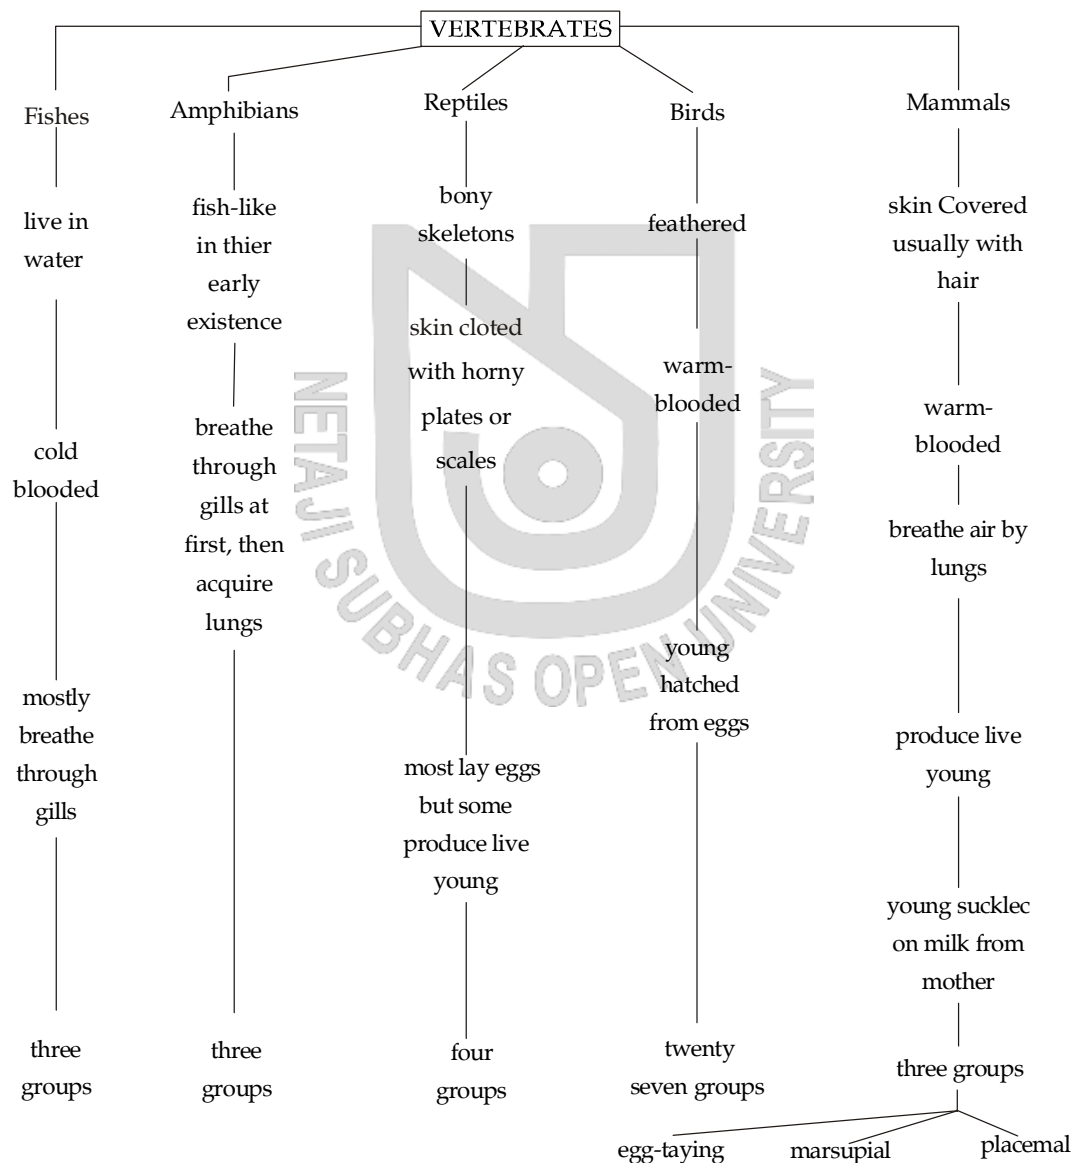 VERTEBRATES
Fishes
live in
water
cold
blooded
mostly
breathe
through
gills
three
groups
Amphibians
fish-like
in thier
early
existence
breathe
through
gills at
first, then
acquire
lungs
three
groups
Reptiles
bony
skeletons
skin cloted
with horny
plates or
scales
most lay eggs
but some
produce live
young
four
groups
Birds
feathered
warm-
blooded
young
hatched
from eggs
twenty
seven groups
Mammals
skin Covered
usually with
hair
warm-
blooded
breathe air by
lungs
produce live
young
young sucklec
on milk from
mother
three groups
egg-taying
marsupial
placemal
NETAJI SUBHAS OPEN UNIVERSITY